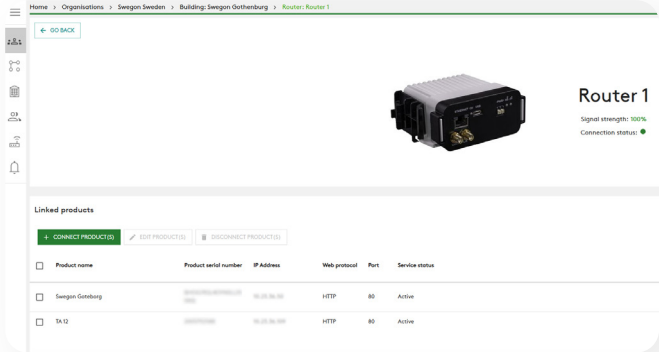 Home > Organisations > Swegon Sweden > Building: Swegon Gothenburg > Router: Router 1
← GO BACK
Router 1
Signal strength: 100%
Connection status:
Linked products
+ CONNECT PRODUCT(S) EDIT PRODUCT(S) DISCONNECT PRODUCT(S)
Product name Product serial number IP Address Web protocol Port Service status
Swegon Goteborg HTTP 80 Active
TA 12 HTTP 80 Active